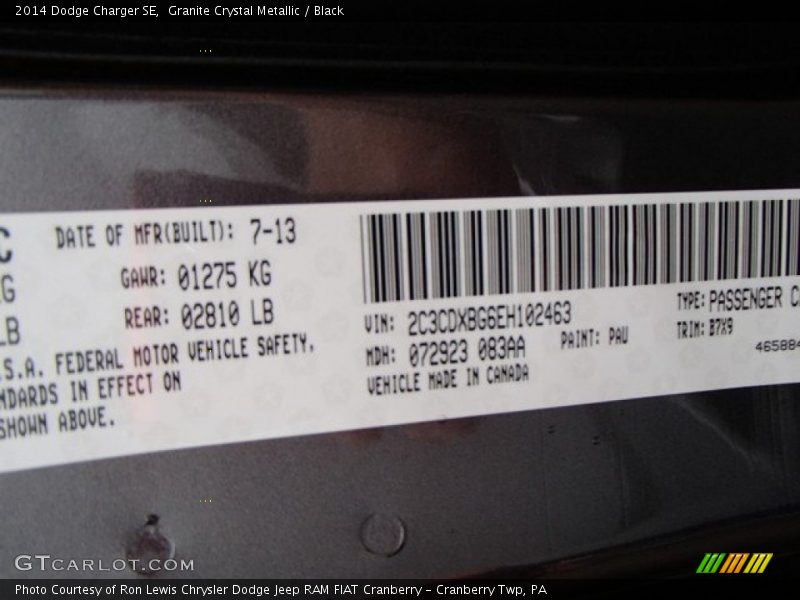 2014 Dodge Charger SE,  Granite Crystal Metallic / Black
C
DATE OF MFR(BUILT): 7-13
G
GAWR: 01275 KG
LB
REAR: 02810 LB
.S.A. FEDERAL MOTOR VEHICLE SAFETY,
NDARDS IN EFFECT ON
SHOWN ABOVE.
VIN: 2C3CDXBG6EH102463
TYPE: PASSENGER C
MDH: 072923 083AA
PAINT: PAU
TRIM: B7X9
VEHICLE MADE IN CANADA
465884
GTCARLOT.COM
Photo Courtesy of Ron Lewis Chrysler Dodge Jeep RAM FIAT Cranberry - Cranberry Twp, PA